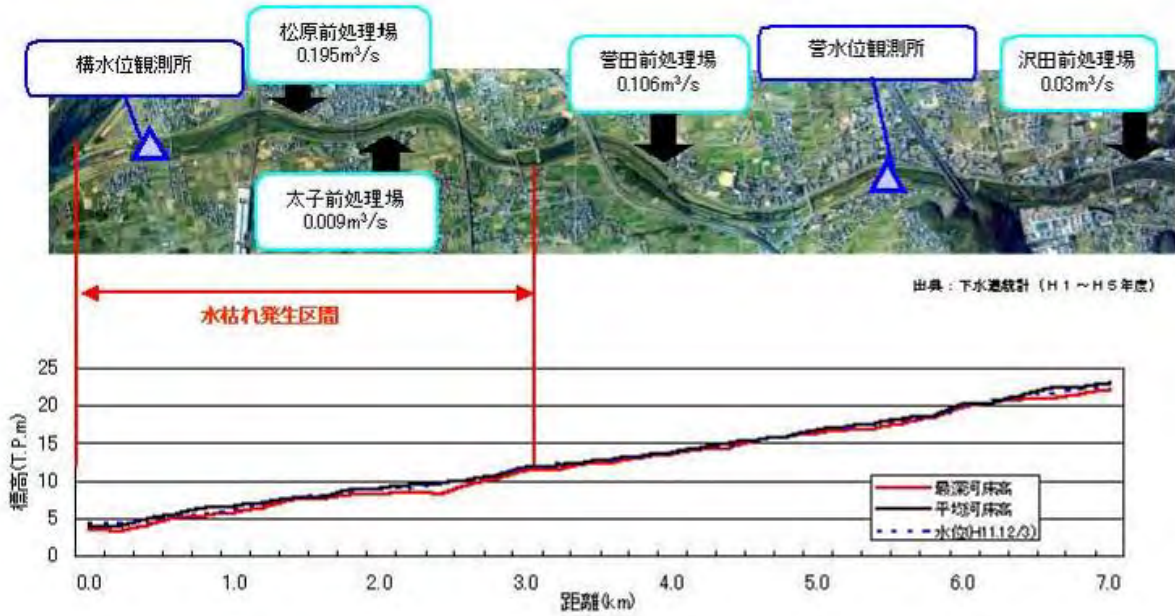 松原前処理場
0.195m³/s
構水位観測所
誉田前処理場
0.106m³/s
誉水位観測所
沢田前処理場
0.03m³/s
太子前処理場
0.009m³/s
出典:下水道統計(H1~H5年度)
水枯れ発生区間
標高(T.P.m)
25
20
15
10
5
0
最深河床高
平均河床高
水位(H11.12/3)
0.0 1.0 2.0 3.0 4.0 5.0 6.0 7.0
距離(km)